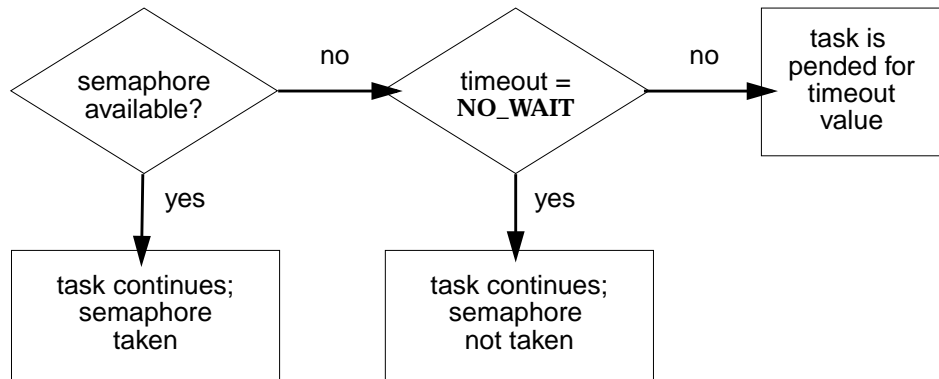 semaphore
available?
no
timeout =
NO_WAIT
no
task is
pended for
timeout
value
yes
yes
task continues;
semaphore
taken
task continues;
semaphore
not taken